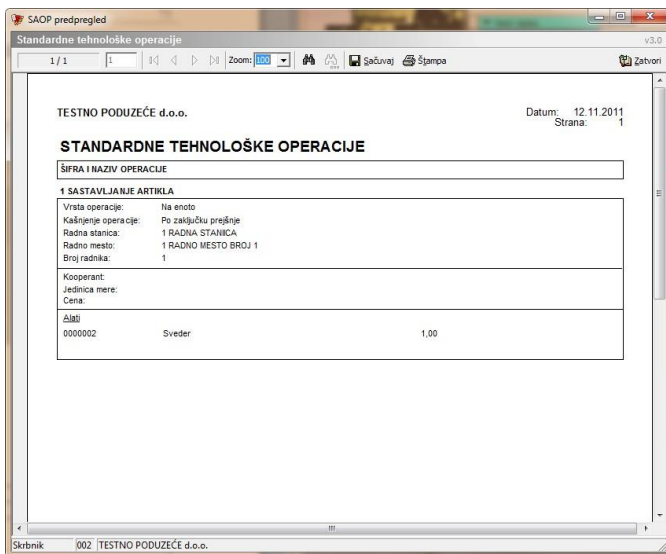 SAOP predpregled
Standardne tehnološke operacije v3.0
1 / 1 1 Zoom: 100 Sačuvaj Štampa Zatvori
TESTNO PODUZEĆE d.o.o. Datum: 12.11.2011
Strana: 1
STANDARDNE TEHNOLOŠKE OPERACIJE
ŠIFRA I NAZIV OPERACIJE
1 SASTAVLJANJE ARTIKLA
Vrsta operacije: Na enoto
Kašnjenje operacije: Po zaključku prejšnje
Radna stanica: 1 RADNA STANIICA
Radno mesto: 1 RADNO MESTO BROJ 1
Broj radnika: 1
Kooperant:
Jedinica mere:
Cena:
Alati
0000002 Sveder 1,00
Skrbnik 002 TESTNO PODUZEĆE d.o.o.